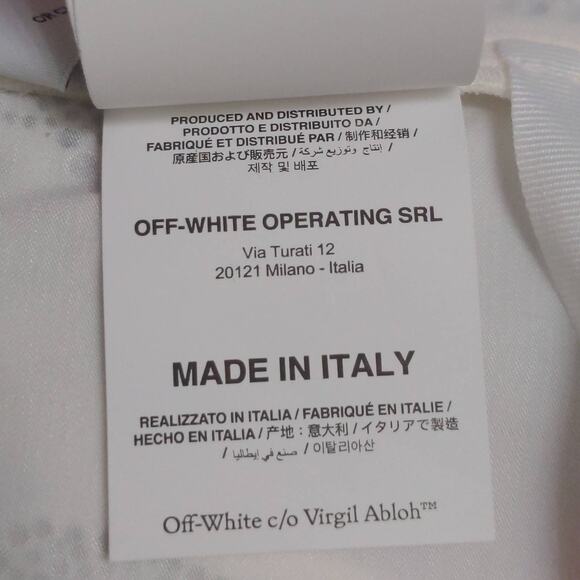 PRODUCED AND DISTRIBUTED BY /
PRODOTTO E DISTRIBUITO DA /
FABRIQUÉ ET DISTRIBUÉ PAR / 制作和经销 /
原産国および販売元 / إنتاج وتوزيع شركة /
제작 및 배포
OFF-WHITE OPERATING SRL
Via Turati 12
20121 Milano - Italia
MADE IN ITALY
REALIZZATO IN ITALIA / FABRIQUÉ EN ITALIE /
HECHO EN ITALIA / 产地：意大利 / イタリアで製造
/ صنع في إيطاليا / 이탈리아산
Off-White c/o Virgil Abloh™